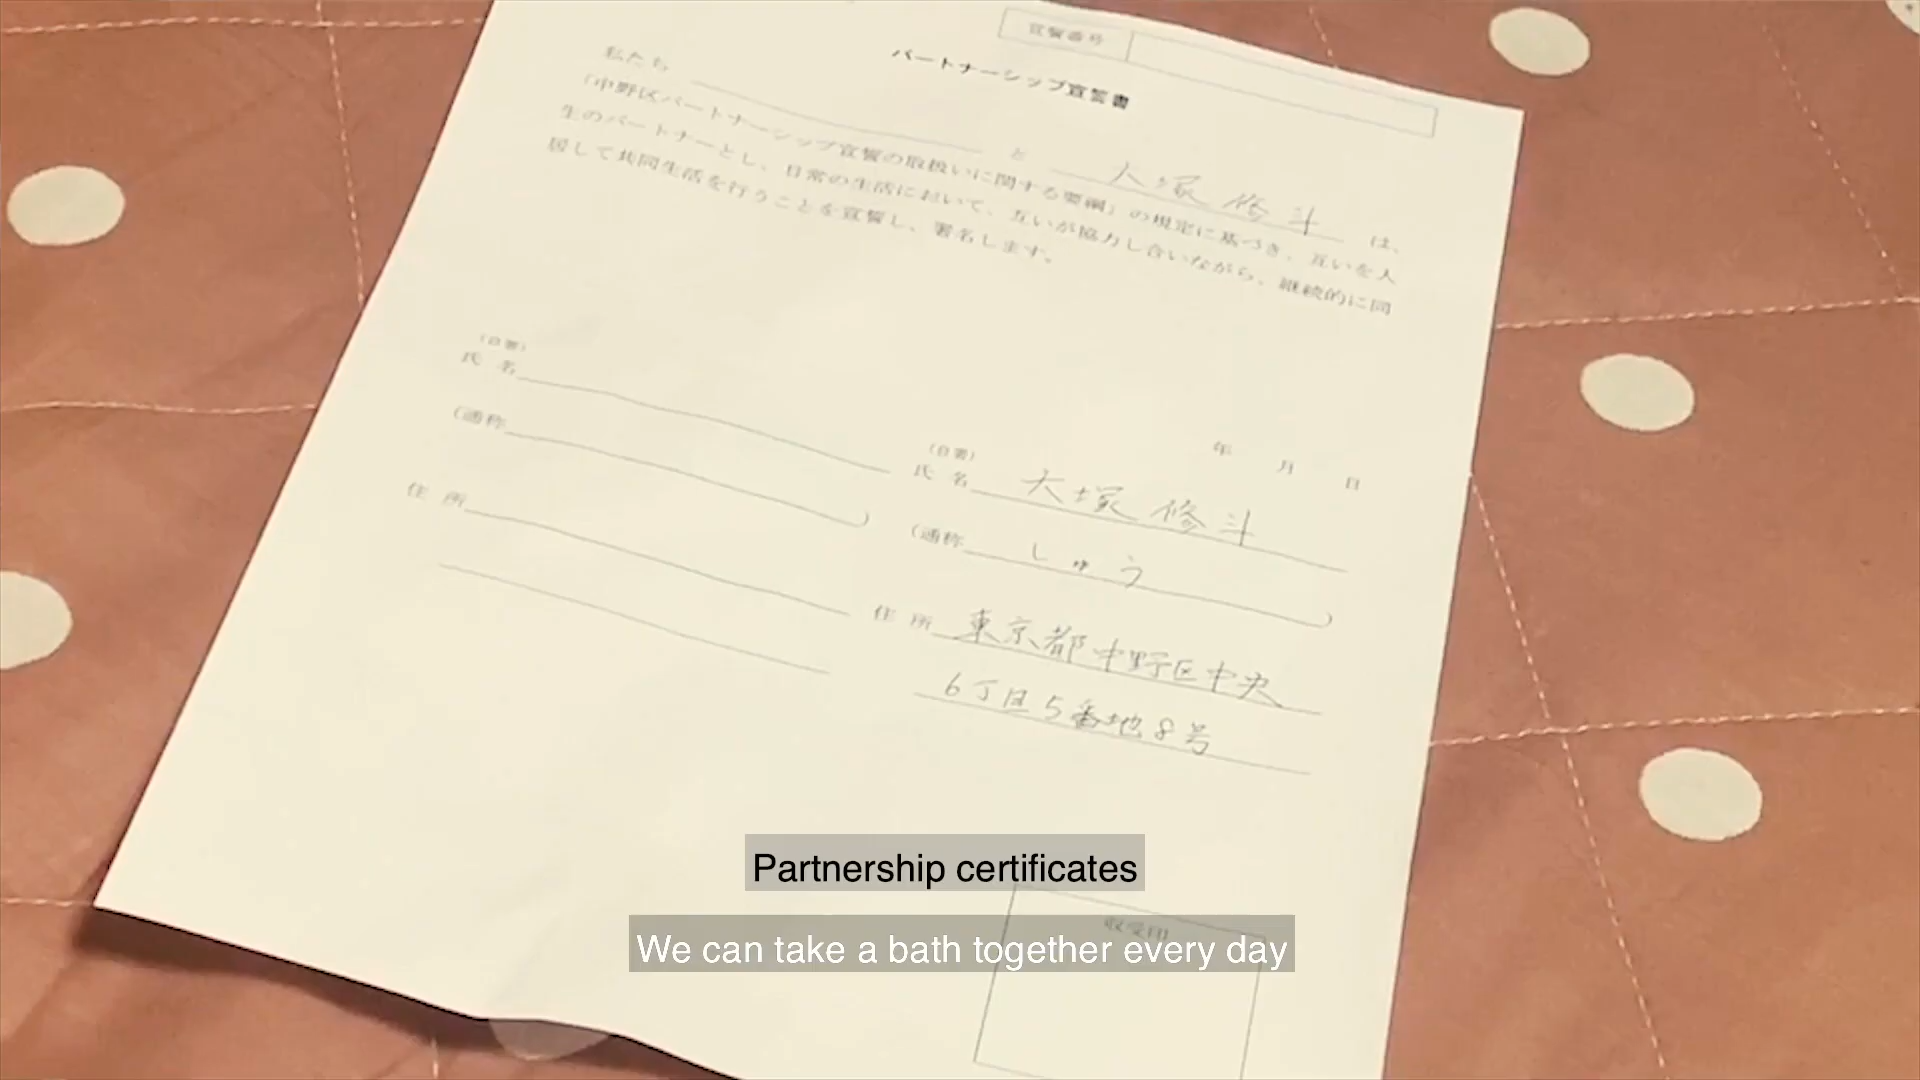 宣誓番号
パートナーシップ宣誓書
私たち と 大塚修斗 は、
「中野区パートナーシップ宣誓の取扱いに関する要綱」の規定に基づき、互いを人
生のパートナーとし、日常の生活において、互いが協力し合いながら、継続的に同
居して共同生活を行うことを宣誓し、署名します。
年 月 日
(自署)
氏 名
(通称 )
住 所
(自署)
氏 名 大塚修斗
(通称 しゅう )
住 所 東京都中野区中央
6丁目5番地8号
Partnership certificates
収受印
We can take a bath together every day